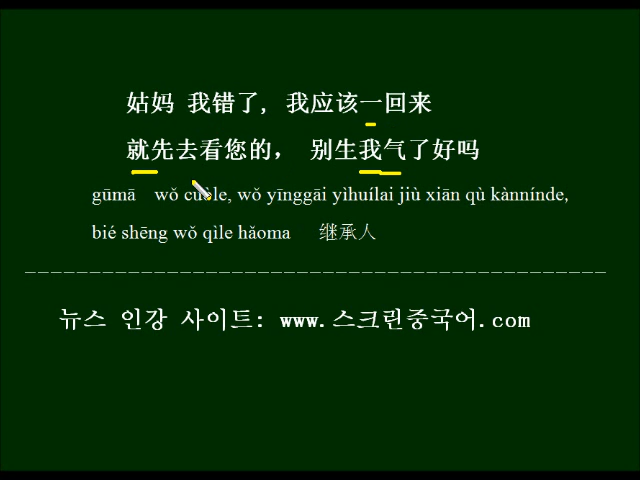 姑妈 我错了, 我应该一回来
就先去看您的, 别生我气了好吗
gūmā wǒ cuòle, wǒ yīnggāi yìhuílai jiù xiān qù kànnínde,
bié shēng wǒ qìle hǎoma 继承人
뉴스 인강 사이트: www.스크린중국어.com